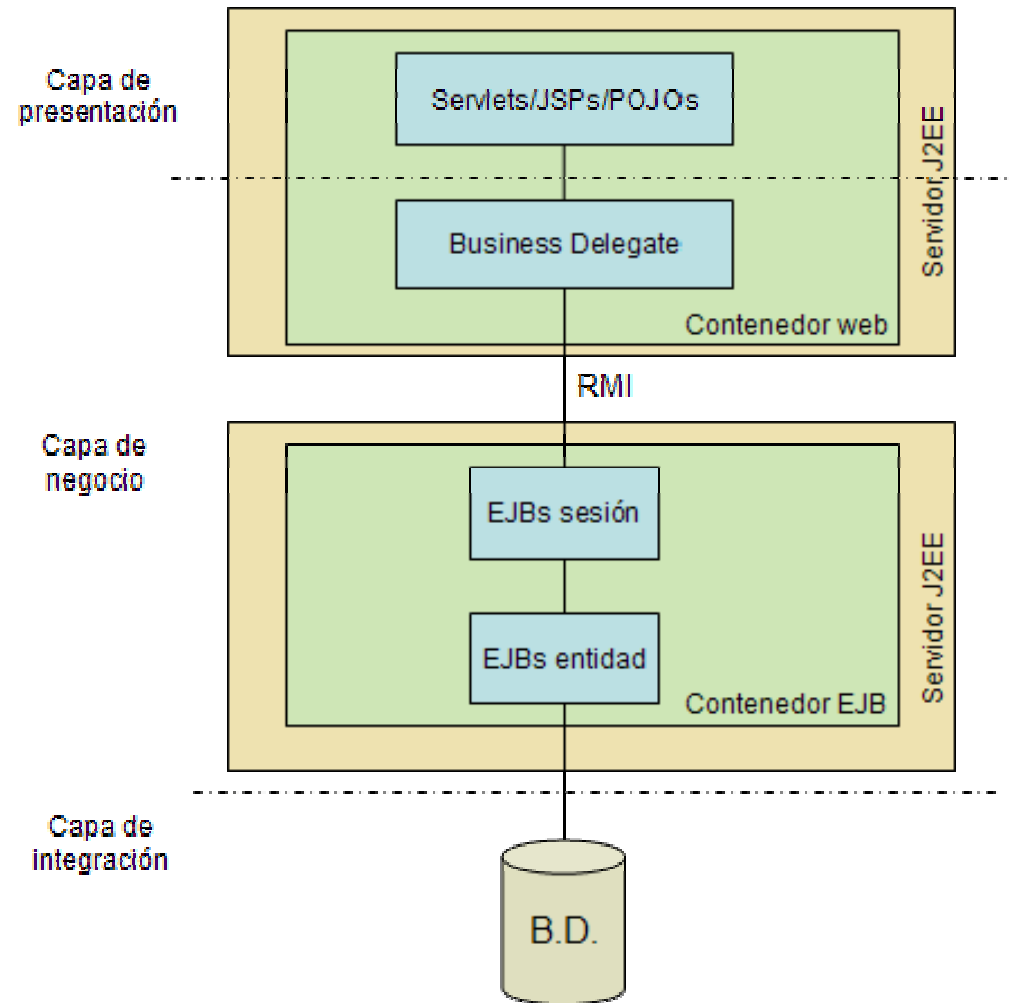 Capa de
presentación
Servlets/JSPs/POJOs
Business Delegate
Contenedor web
Servidor J2EE
RMI
Capa de
negocio
EJBs sesión
EJBs entidad
Contenedor EJB
Servidor J2EE
Capa de
integración
B.D.